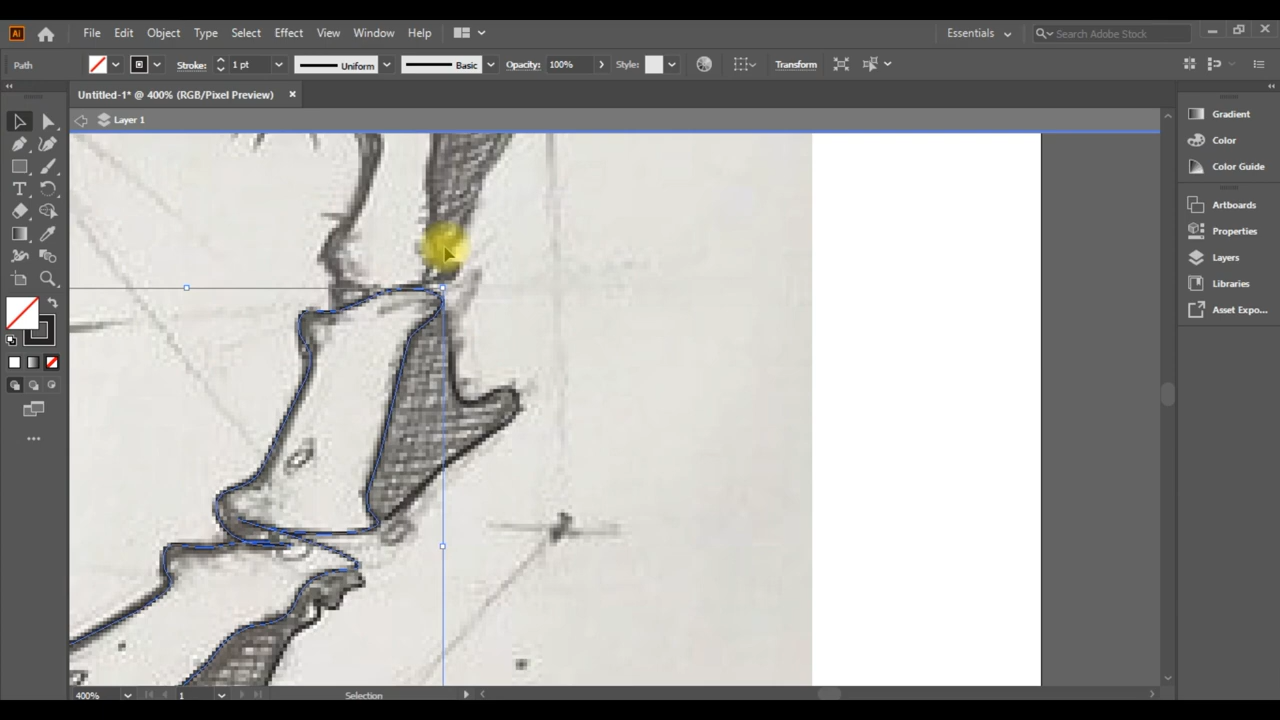 Ai File Edit Object Type Select Effect View Window Help Essentials Search Adobe Stock
Path Stroke: 1 pt Uniform Basic Opacity: 100% Style: Transform
Untitled-1* @ 400% (RGB/Pixel Preview)
Layer 1
Gradient
Color
Color Guide
Artboards
Properties
Layers
Libraries
Asset Expo...
400% 1 Selection